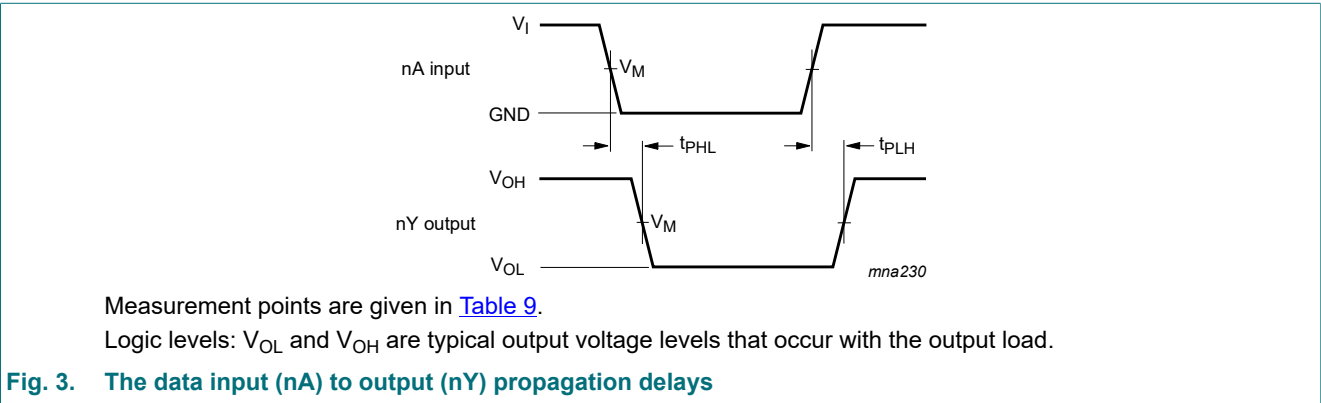 V_I
nA input
V_M
GND
t_PHL
t_PLH
V_OH
nY output
V_M
V_OL
mna230
Measurement points are given in Table 9.
Logic levels: V_OL and V_OH are typical output voltage levels that occur with the output load.
Fig. 3. The data input (nA) to output (nY) propagation delays